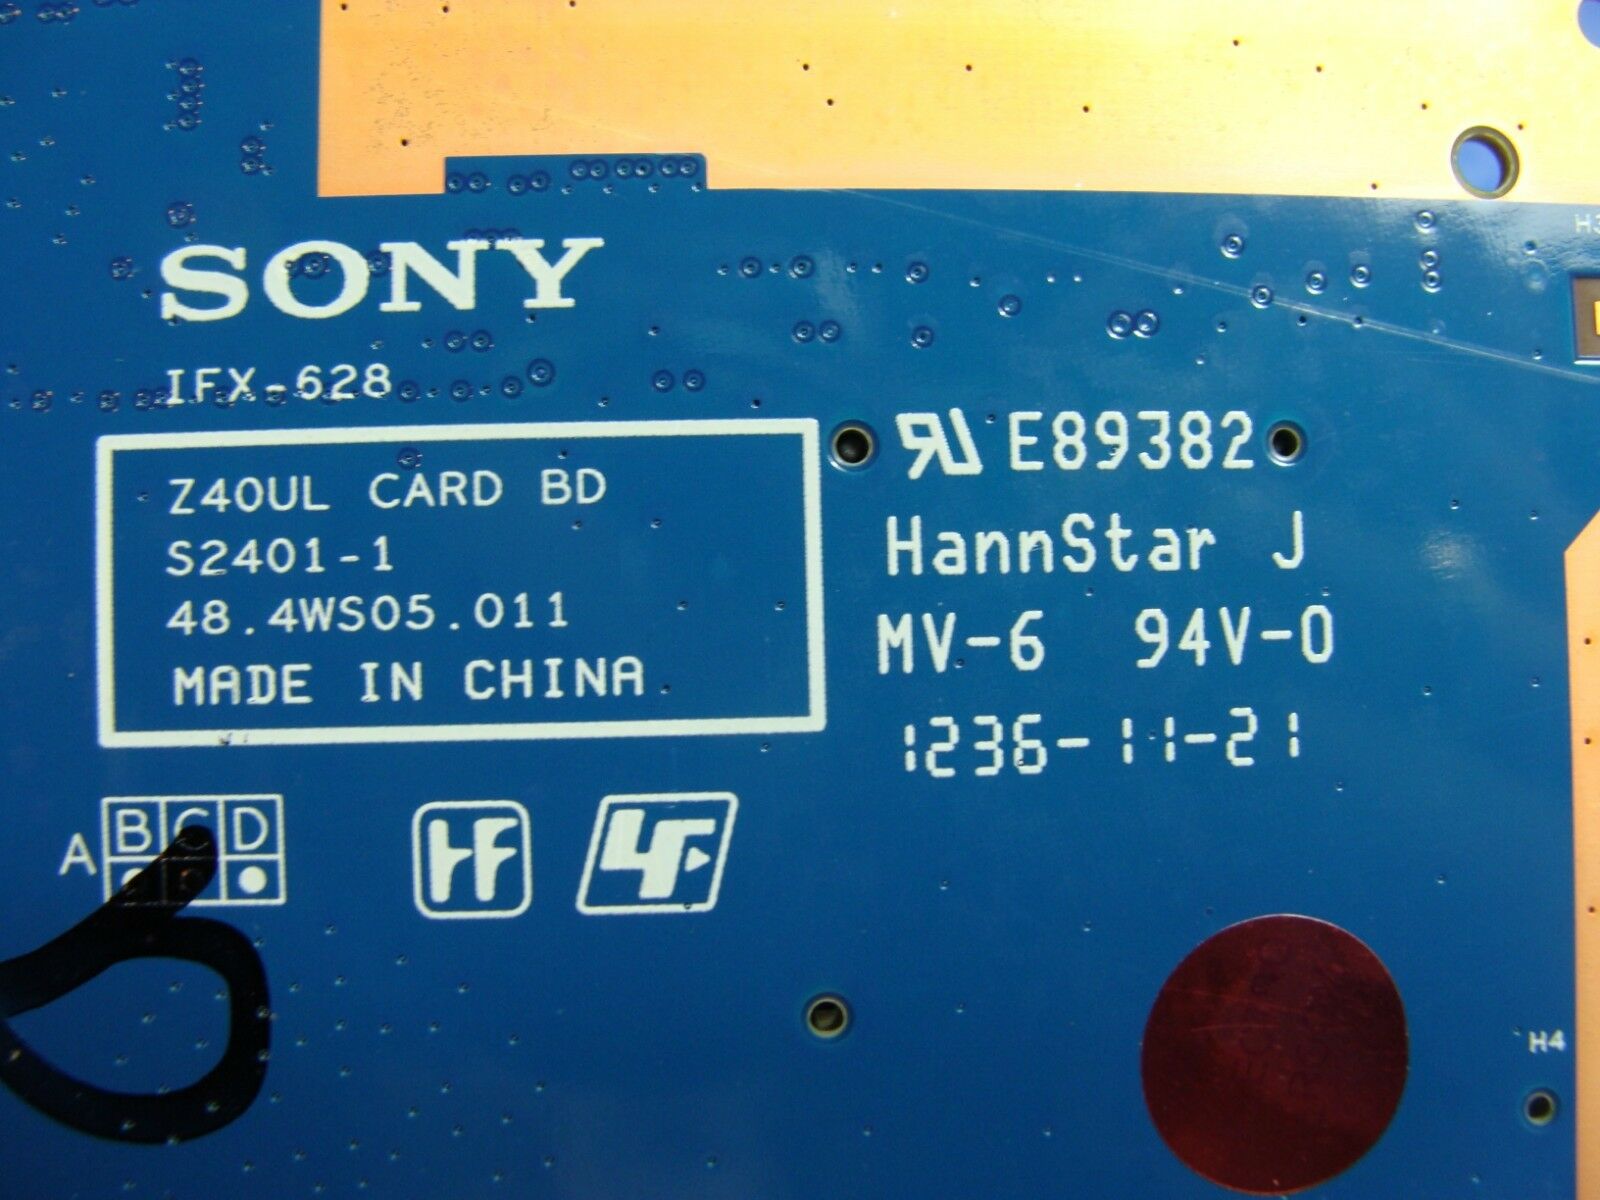 SONY
IFX-628
Z40UL CARD BD
S2401-1
48.4WS05.011
MADE IN CHINA
E89382
HannStar J
MV-6 94V-0
1236-11-21
A B C D
H4